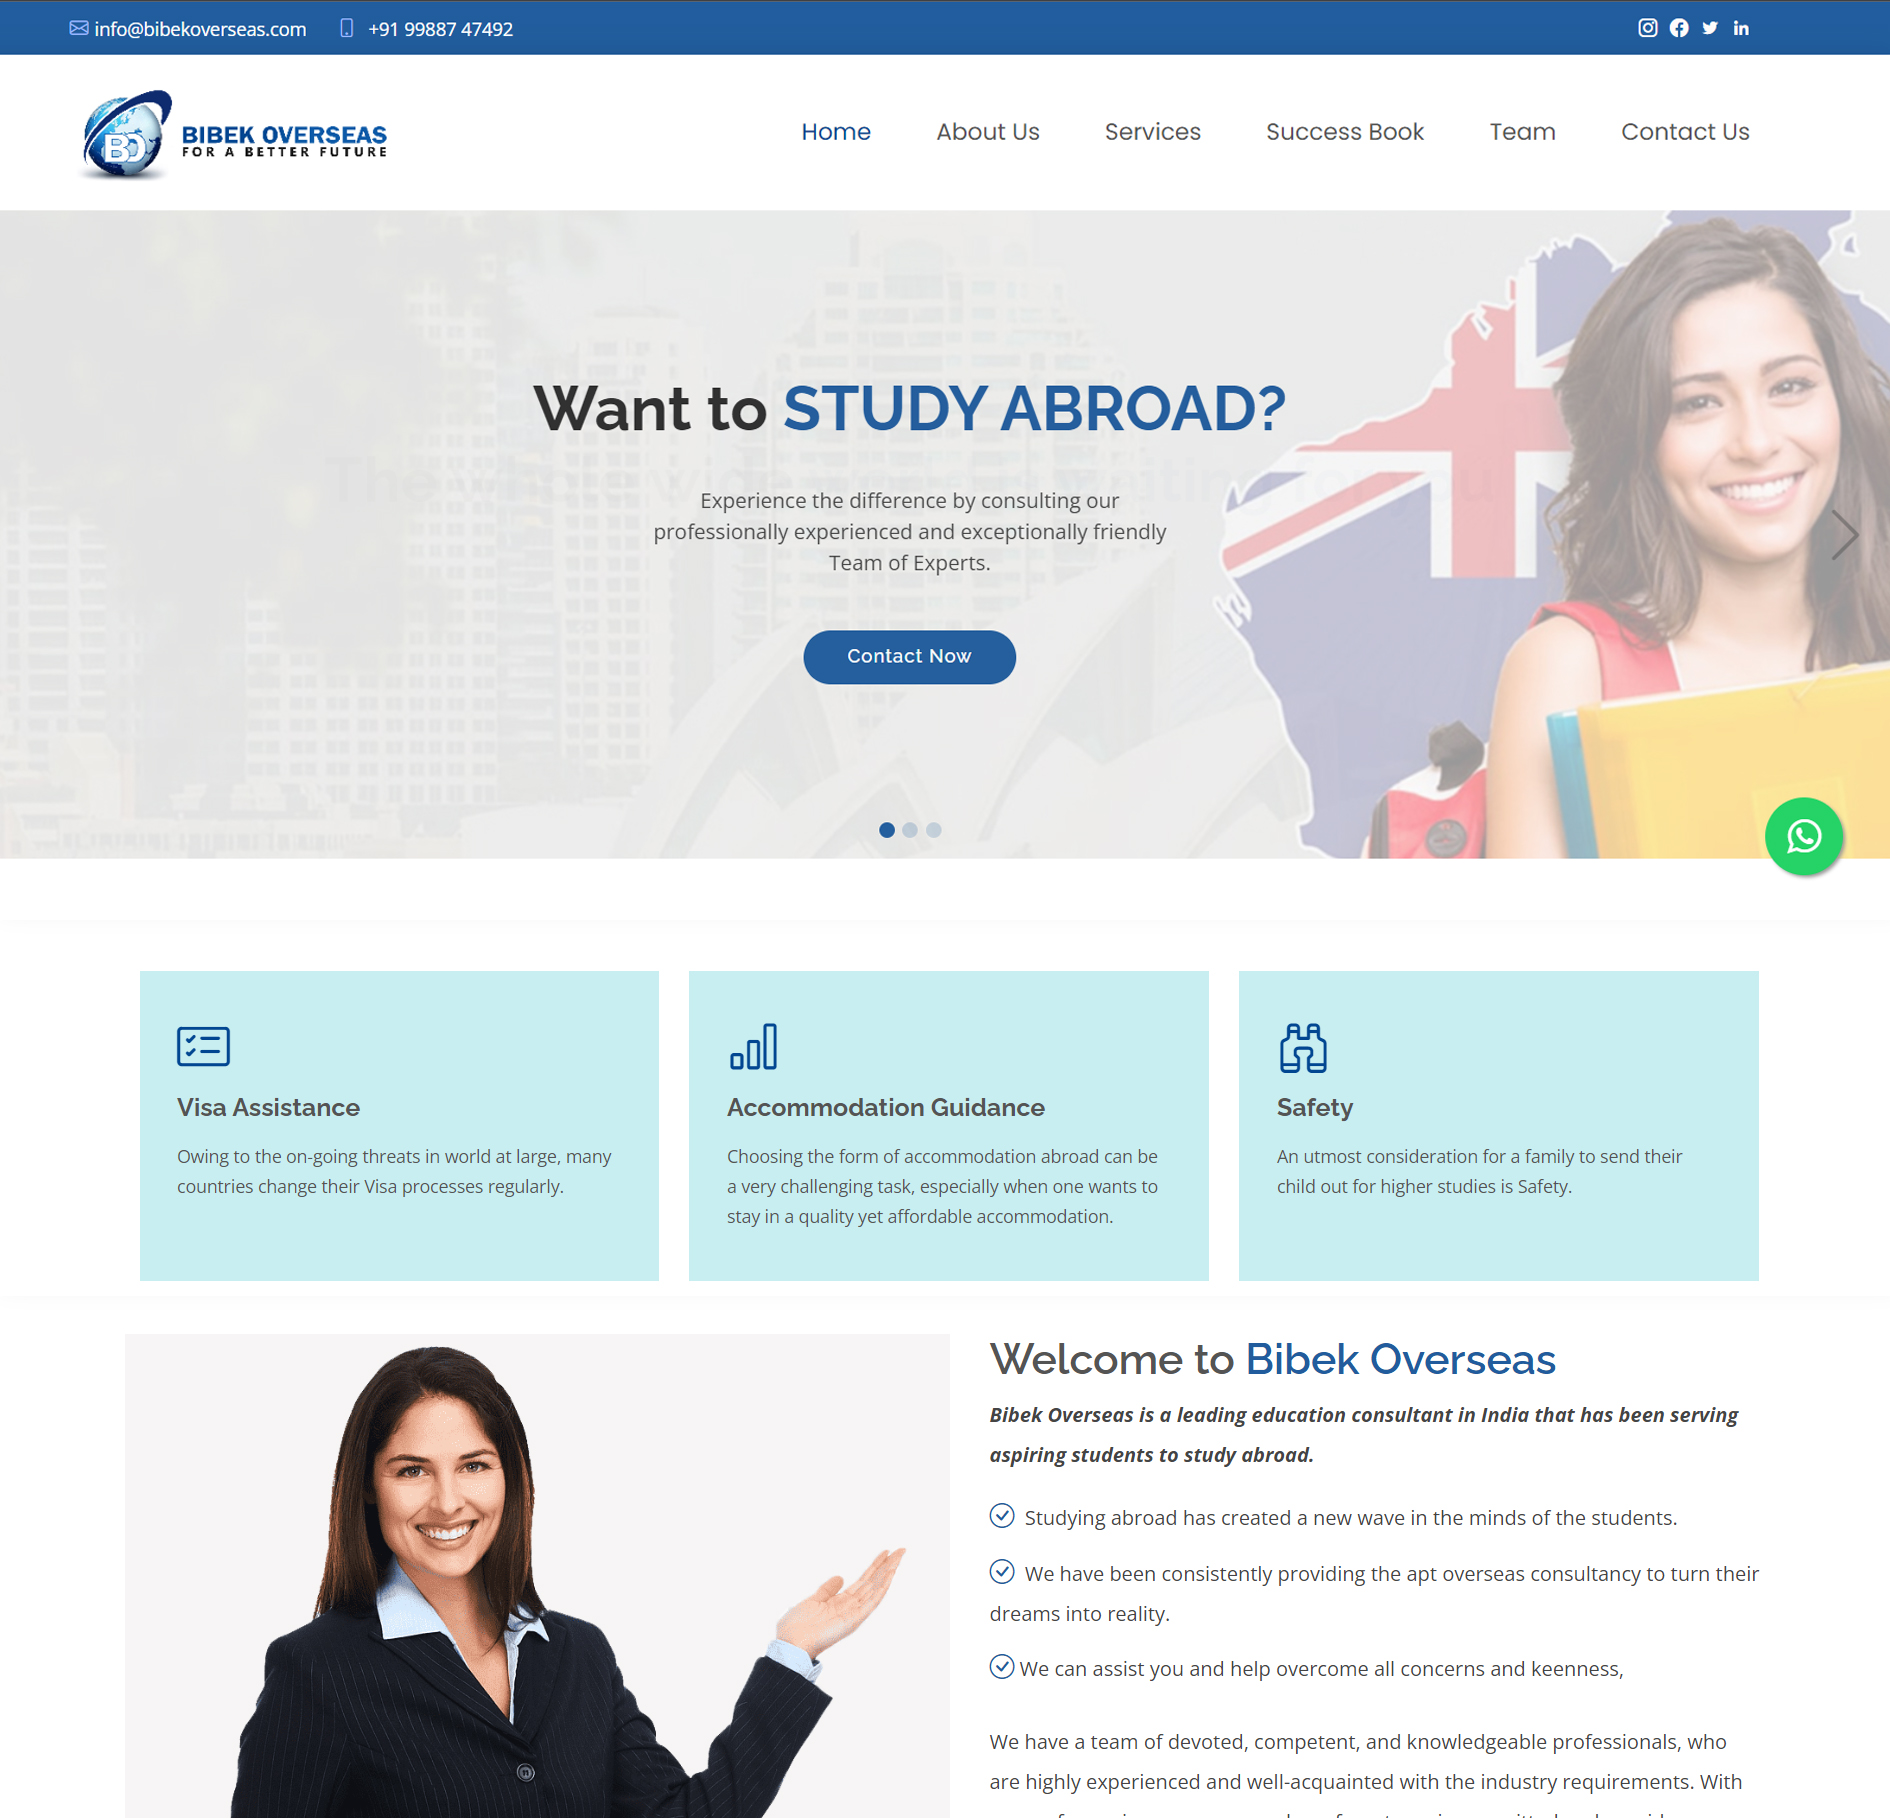 info@bibekoverseas.com +91 99887 47492
BIBEK OVERSEAS
FOR A BETTER FUTURE
Home About Us Services Success Book Team Contact Us
Want to STUDY ABROAD?
Experience the difference by consulting our
professionally experienced and exceptionally friendly
Team of Experts.
Contact Now
Visa Assistance
Owing to the on-going threats in world at large, many
countries change their Visa processes regularly.
Accommodation Guidance
Choosing the form of accommodation abroad can be
a very challenging task, especially when one wants to
stay in a quality yet affordable accommodation.
Safety
An utmost consideration for a family to send their
child out for higher studies is Safety.
Welcome to Bibek Overseas
Bibek Overseas is a leading education consultant in India that has been serving
aspiring students to study abroad.
Studying abroad has created a new wave in the minds of the students.
We have been consistently providing the apt overseas consultancy to turn their
dreams into reality.
We can assist you and help overcome all concerns and keenness,
We have a team of devoted, competent, and knowledgeable professionals, who
are highly experienced and well-acquainted with the industry requirements. With